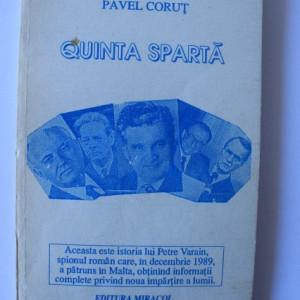 PAVEL CORUȚ
QUINTA SPARTĂ
Aceasta este istoria lui Petre Varain,
spionul român care, în decembrie 1989,
a pătruns în Malta, obținînd informații
complete privind noua împărțire a lumii.
EDITURA MIRACOL